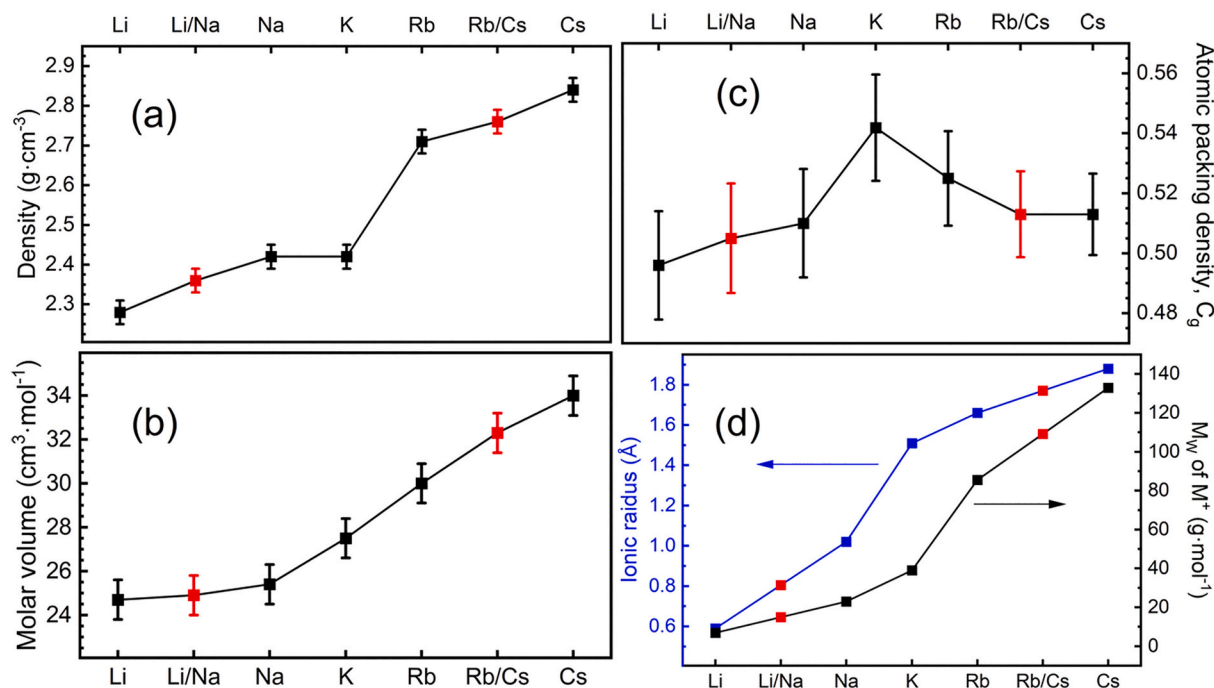 Li Li/Na Na K Rb Rb/Cs Cs
(a)
Density (g·cm⁻³)
2.9
2.8
2.7
2.6
2.5
2.4
2.3
Li Li/Na Na K Rb Rb/Cs Cs
(c)
Atomic packing
density, C_g
0.56
0.54
0.52
0.50
0.48
(b)
Molar volume (cm³·mol⁻¹)
34
32
30
28
26
24
Li Li/Na Na K Rb Rb/Cs Cs
(d)
Ionic raidus (Å)
1.8
1.6
1.4
1.2
1.0
0.8
0.6
M_W of M⁺ (g·mol⁻¹)
140
120
100
80
60
40
20
0
Li Li/Na Na K Rb Rb/Cs Cs